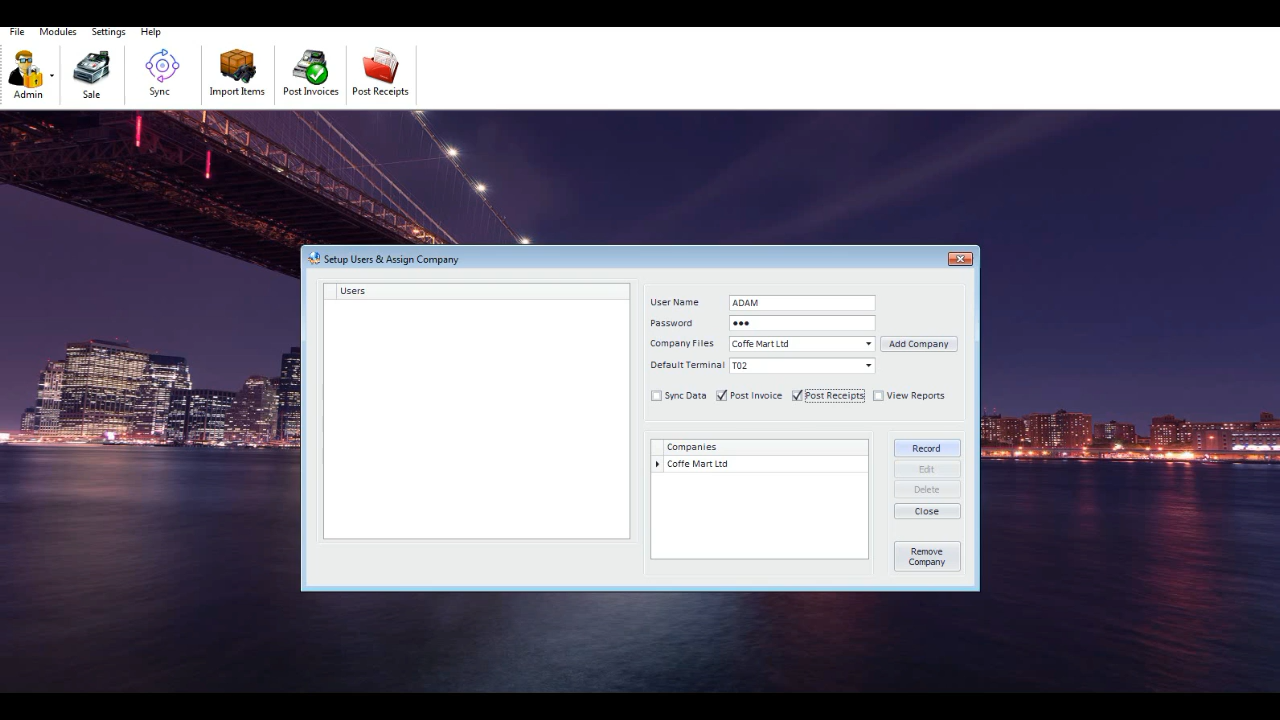 File Modules Settings Help
Admin Sale Sync Import Items Post Invoices Post Receipts
Setup Users & Assign Company
Users
User Name ADAM
Password ●●●
Company Files Coffe Mart Ltd Add Company
Default Terminal T02
Sync Data Post Invoice Post Receipts View Reports
Companies
Coffe Mart Ltd
Record
Edit
Delete
Close
Remove
Company